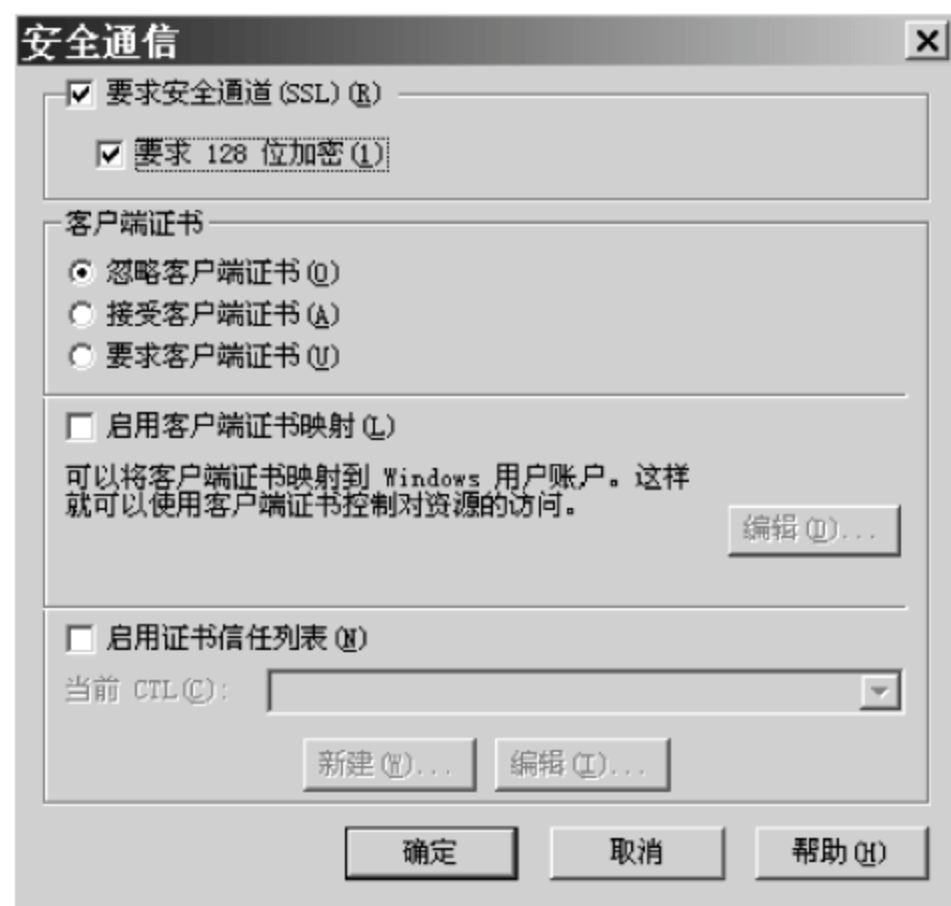 安全通信
要求安全通道(SSL)(R)
要求 128 位加密(1)
客户端证书
忽略客户端证书(O)
接受客户端证书(A)
要求客户端证书(U)
启用客户端证书映射(L)
可以将客户端证书映射到 Windows 用户账户。这样
就可以使用客户端证书控制对资源的访问。
编辑(D)...
启用证书信任列表(N)
当前 CTL(C):
新建(W)... 编辑(I)...
确定 取消 帮助(H)